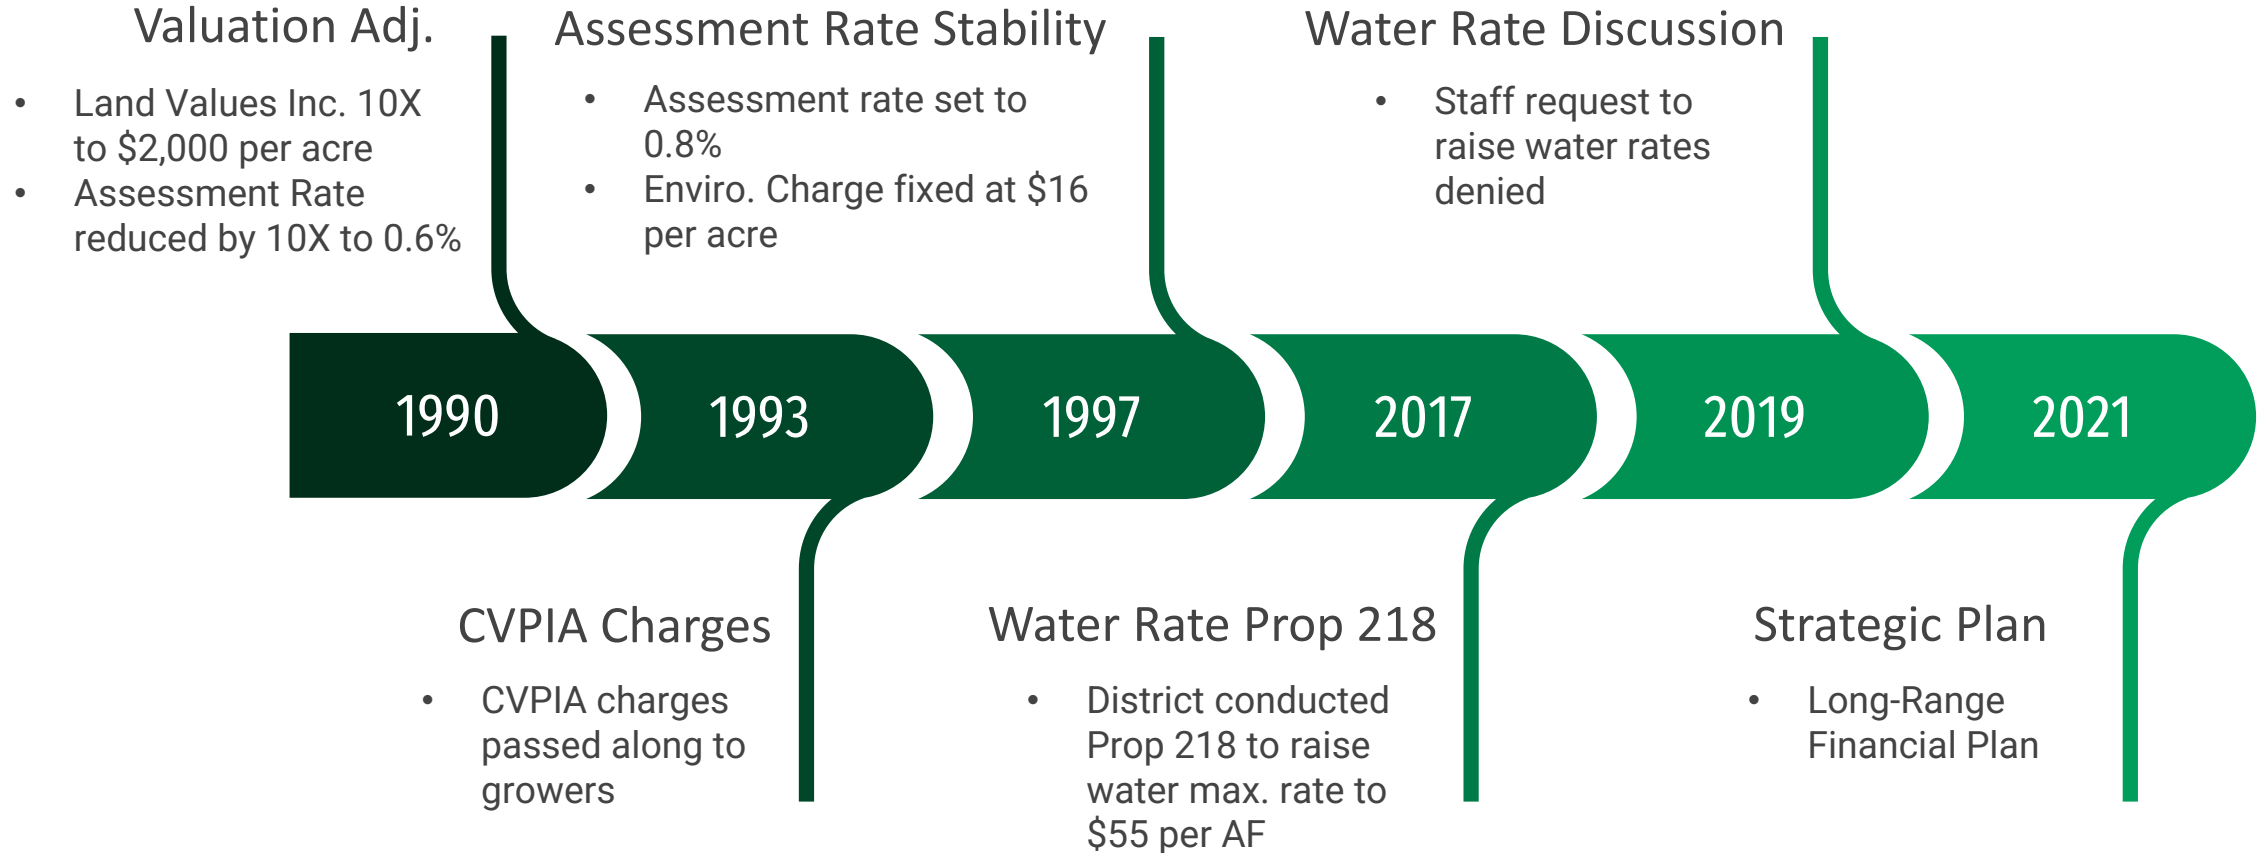 Valuation Adj.
• Land Values Inc. 10X
to $2,000 per acre
• Assessment Rate
reduced by 10X to 0.6%
Assessment Rate Stability
• Assessment rate set to
0.8%
• Enviro. Charge fixed at $16
per acre
Water Rate Discussion
• Staff request to
raise water rates
denied
1990
1993
1997
2017
2019
2021
CVPIA Charges
• CVPIA charges
passed along to
growers
Water Rate Prop 218
• District conducted
Prop 218 to raise
water max. rate to
$55 per AF
Strategic Plan
• Long-Range
Financial Plan